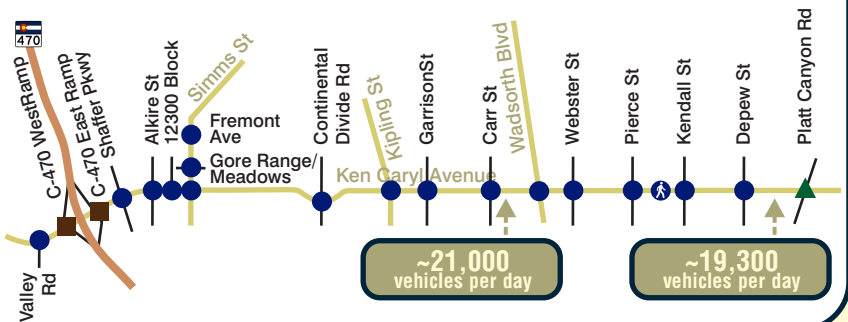 470
C-470 WestRamp
C-470 East Ramp
Shaffer Pkwy
Alkire St
12300 Block
Simms St
Fremont
Ave
Gore Range/
Meadows
Continental
Divide Rd
Kipling St
GarrisonSt
Carr St
Wadsorth Blvd
Webster St
Pierce St
Kendall St
Depew St
Platt Canyon Rd
Ken Caryl Avenue
Valley
Rd
~21,000
vehicles per day
~19,300
vehicles per day